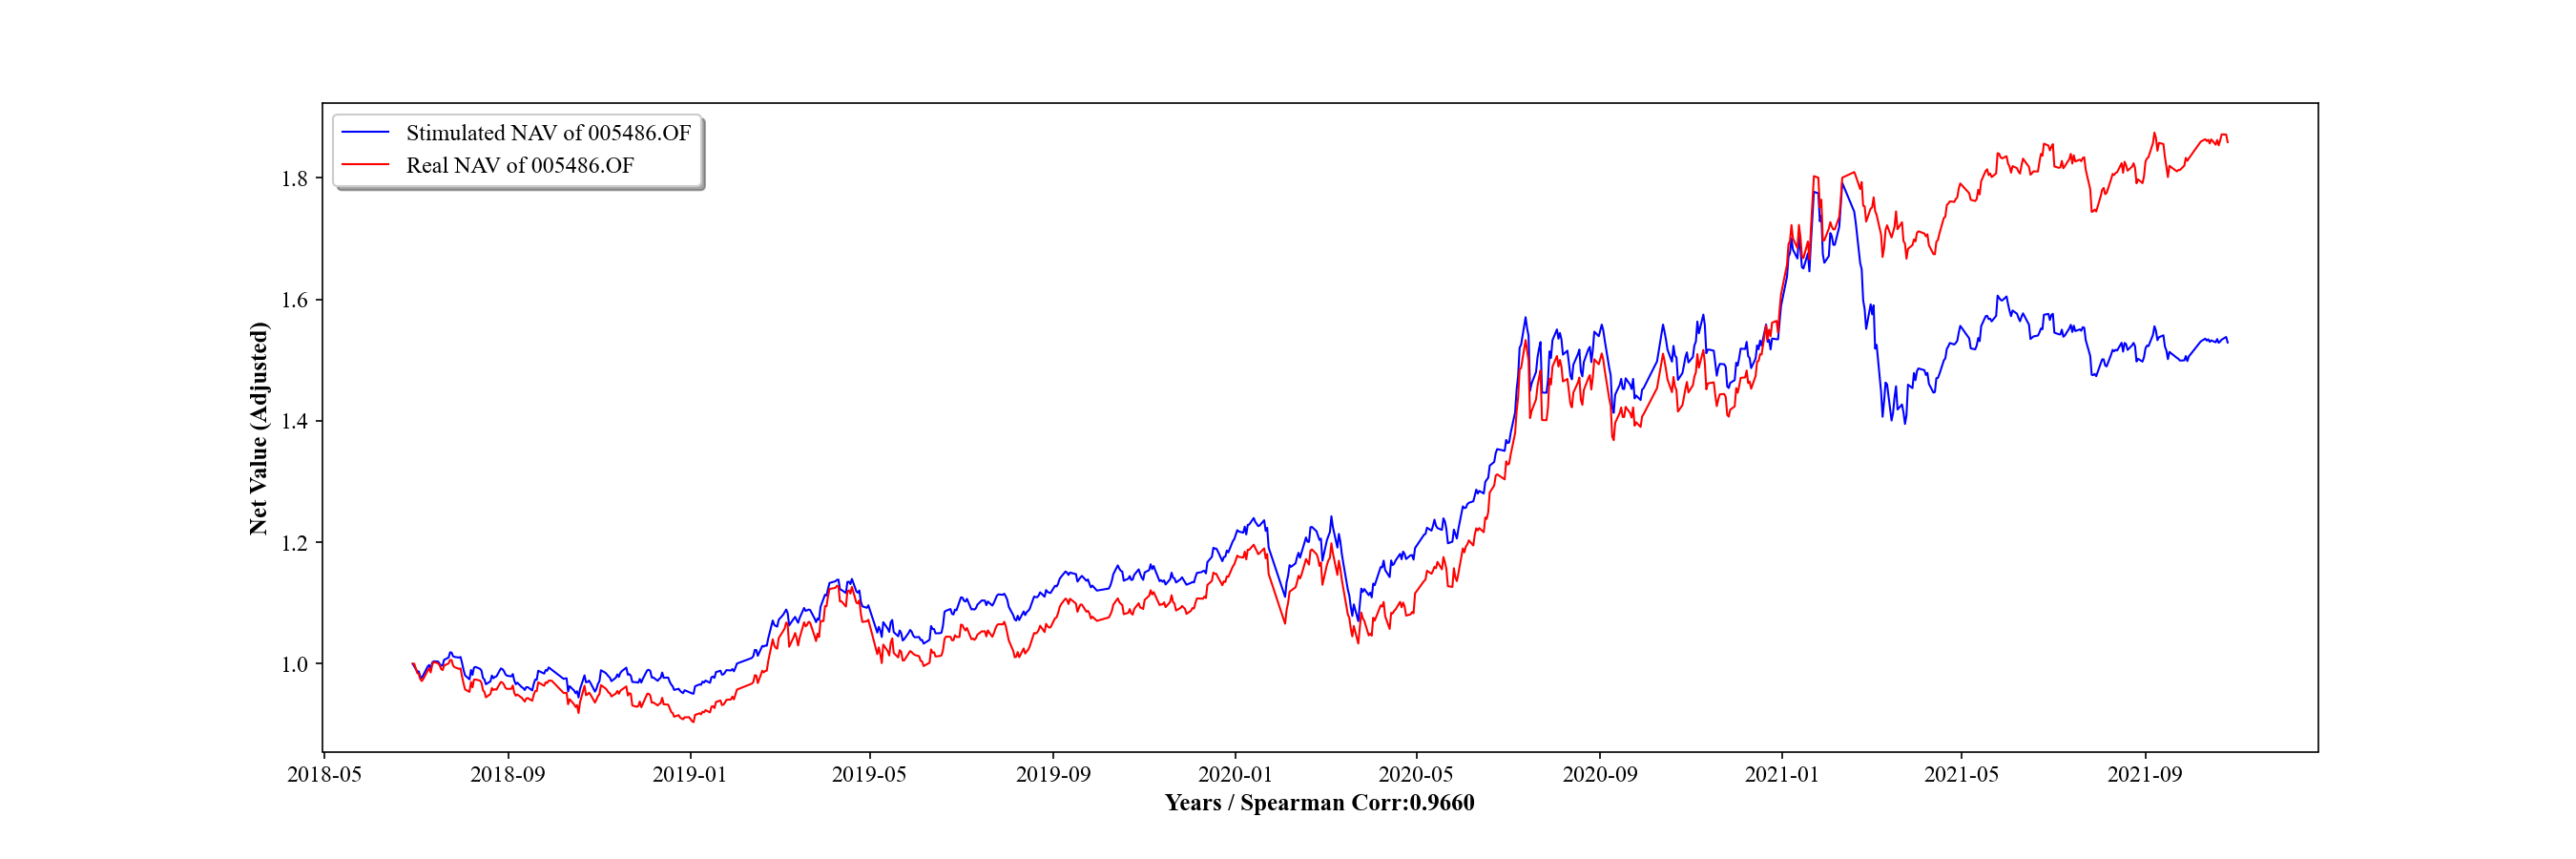 Stimulated NAV of 005486.OF
Real NAV of 005486.OF
Net Value (Adjusted)
1.8
1.6
1.4
1.2
1.0
2018-05 2018-09 2019-01 2019-05 2019-09 2020-01 2020-05 2020-09 2021-01 2021-05 2021-09
Years / Spearman Corr:0.9660